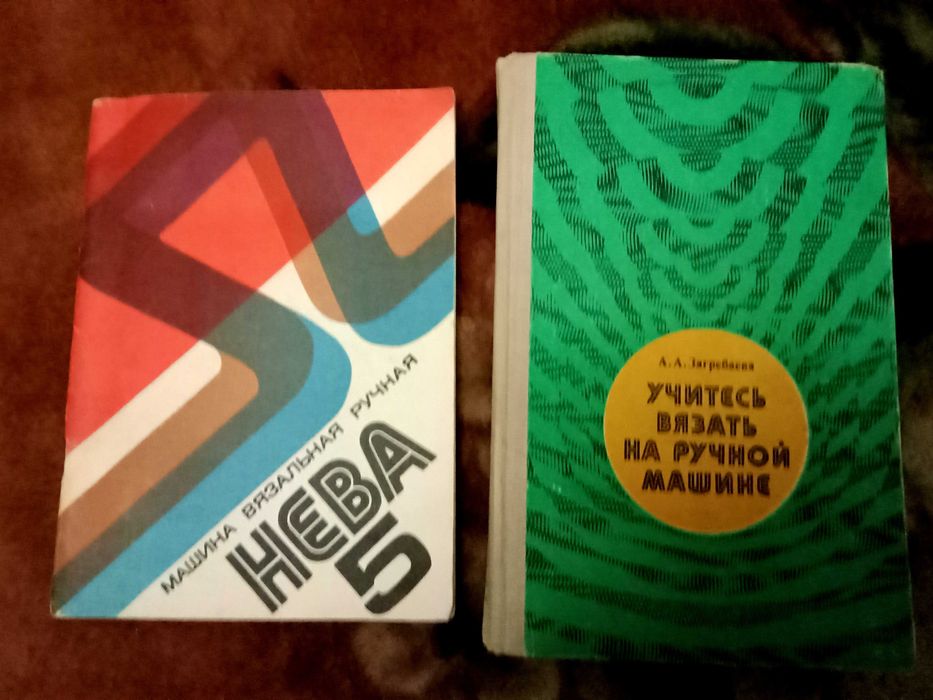 МАШИНА ВЯЗАЛЬНАЯ РУЧНАЯ
НЕВА
5
А. А. Загребаева
УЧИТЕСЬ
ВЯЗАТЬ
НА РУЧНОЙ
МАШИНЕ